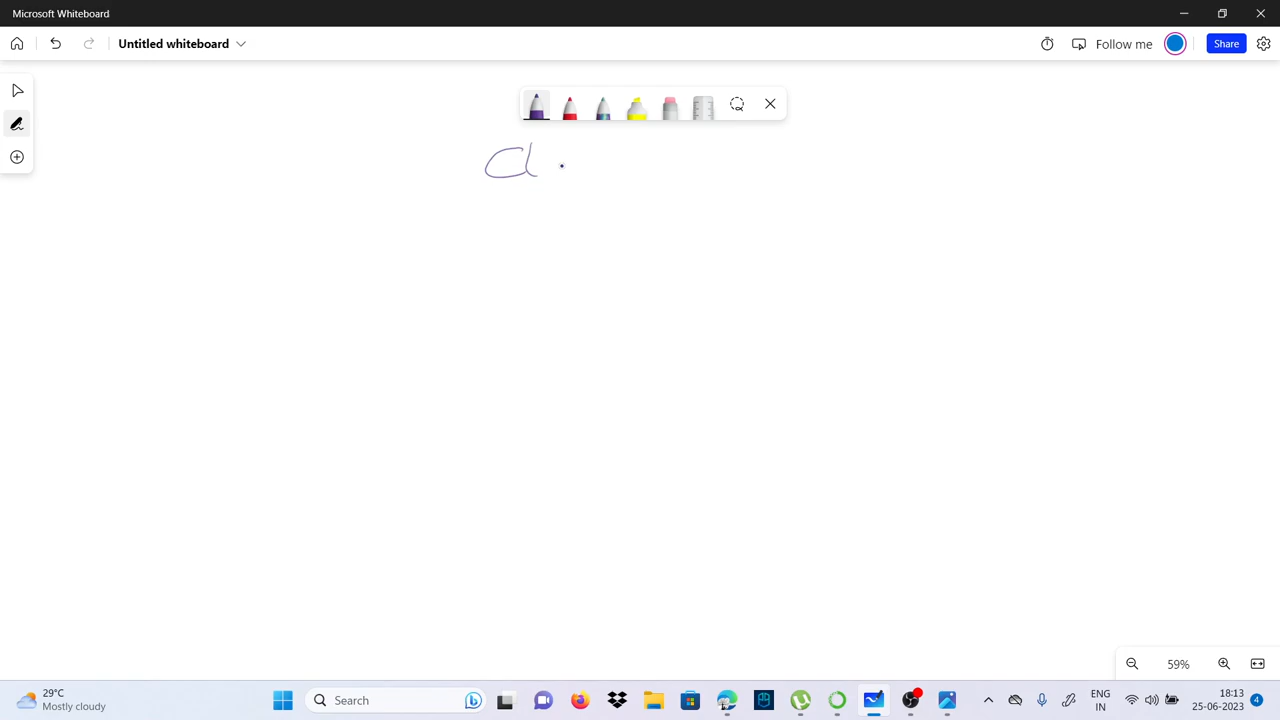 Microsoft Whiteboard
Untitled whiteboard
Follow me
Share
a
59%
29°C
Mostly cloudy
Search
ENG
IN
18:13
25-06-2023
4